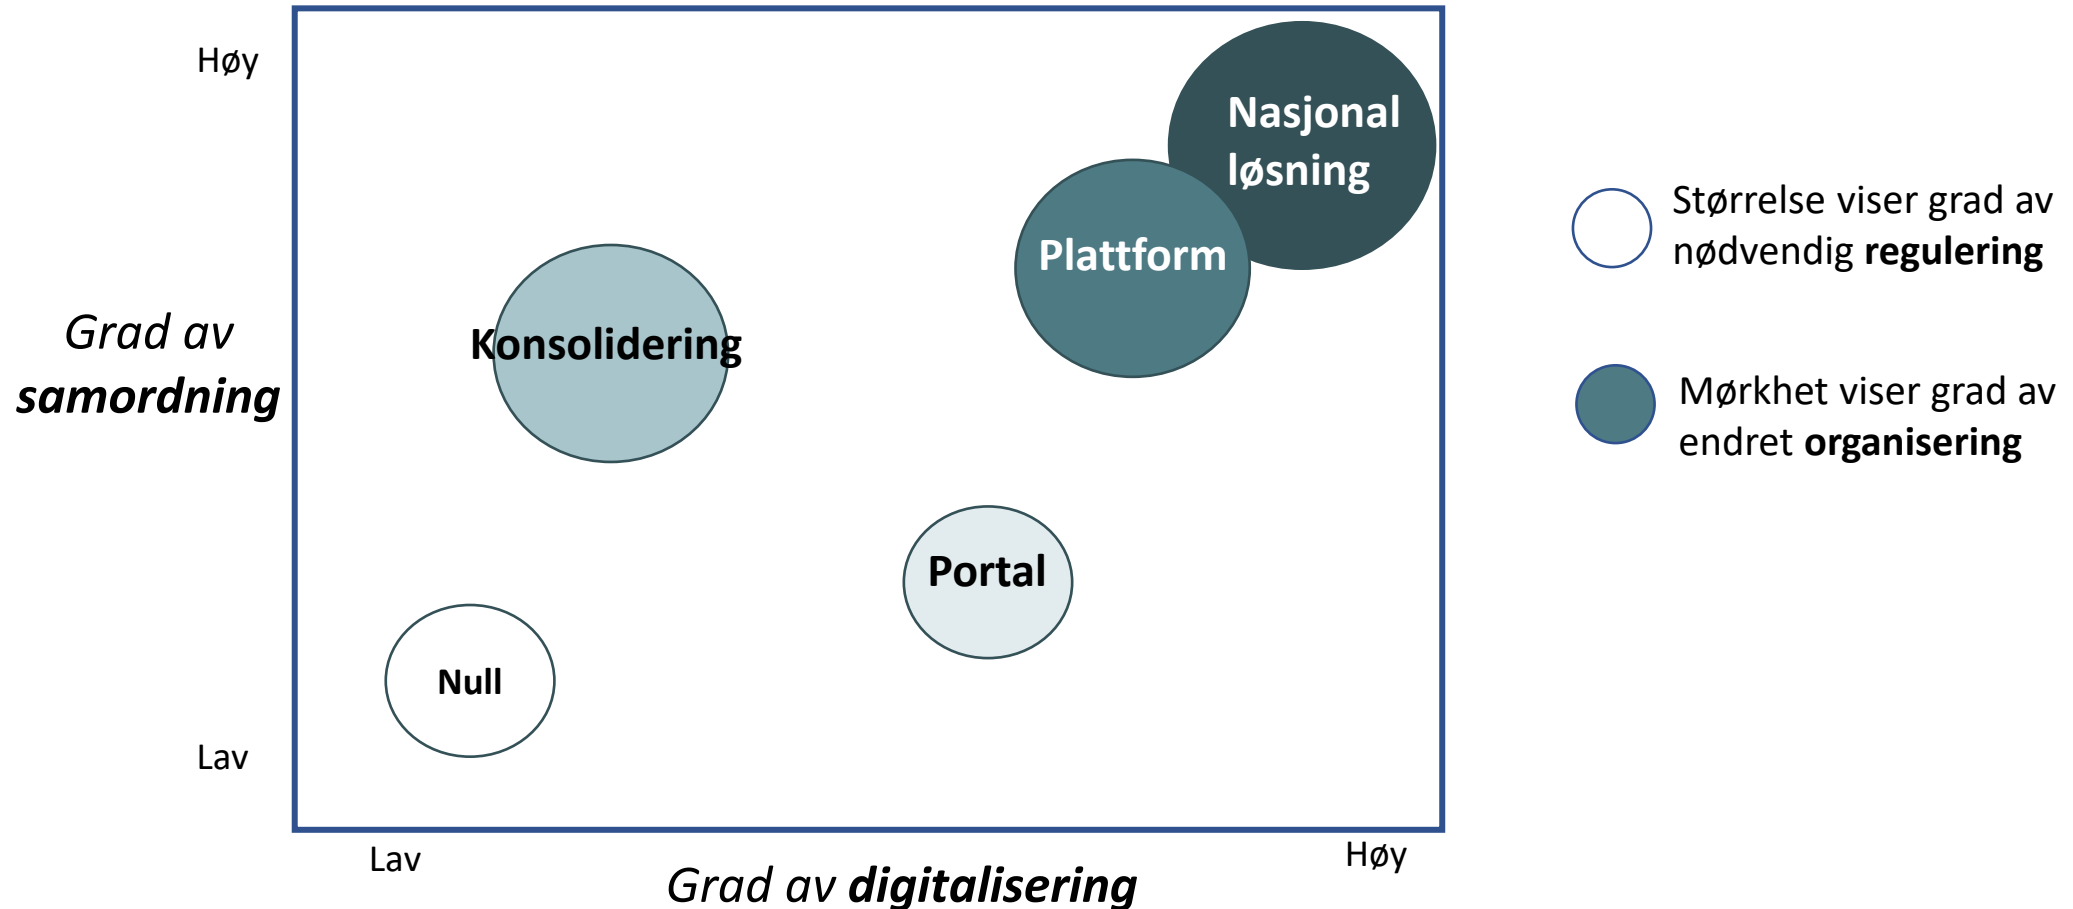 Høy
Nasjonal
løsning
Plattform
Størrelse viser grad av
nødvendig regulering
Grad av
samordning
Konsolidering
Mørkhet viser grad av
endret organisering
Portal
Null
Lav
Lav
Høy
Grad av digitalisering